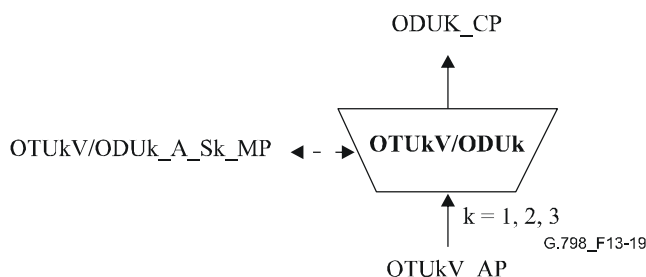 ODUK_CP
OTUkV/ODUk_A_Sk_MP
OTUkV/ODUk
k = 1, 2, 3
G.798_F13-19
OTUkV_AP